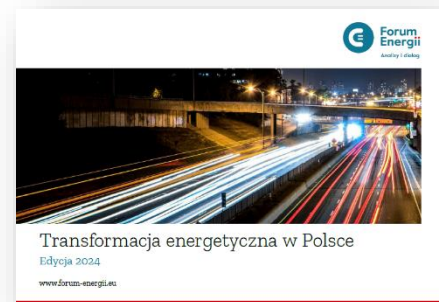 Forum
Energii
Analizy i dialog
Transformacja energetyczna w Polsce
Edycja 2024
www.forum-energii.eu